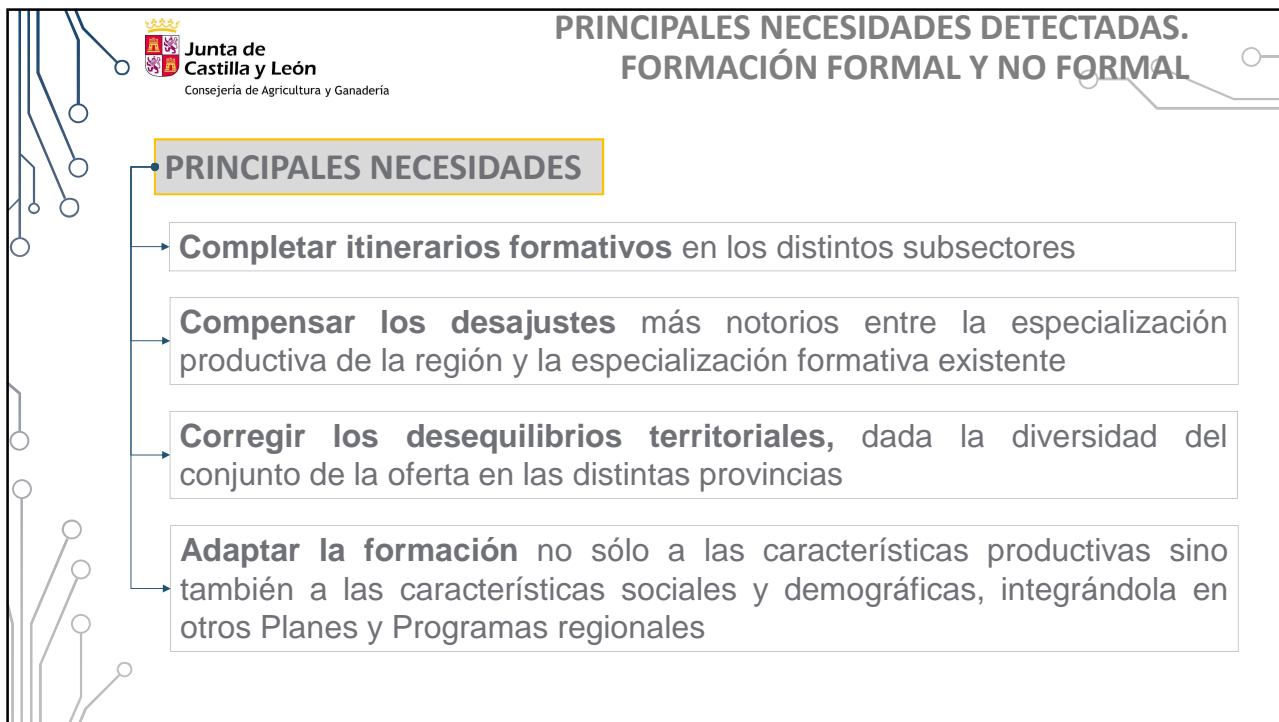 Junta de
Castilla y León
Consejería de Agricultura y Ganadería
PRINCIPALES NECESIDADES DETECTADAS.
FORMACIÓN FORMAL Y NO FORMAL
PRINCIPALES NECESIDADES
Completar itinerarios formativos en los distintos subsectores
Compensar los desajustes más notorios entre la especialización
productiva de la región y la especialización formativa existente
Corregir los desequilibrios territoriales, dada la diversidad del
conjunto de la oferta en las distintas provincias
Adaptar la formación no sólo a las características productivas sino
también a las características sociales y demográficas, integrándola en
otros Planes y Programas regionales